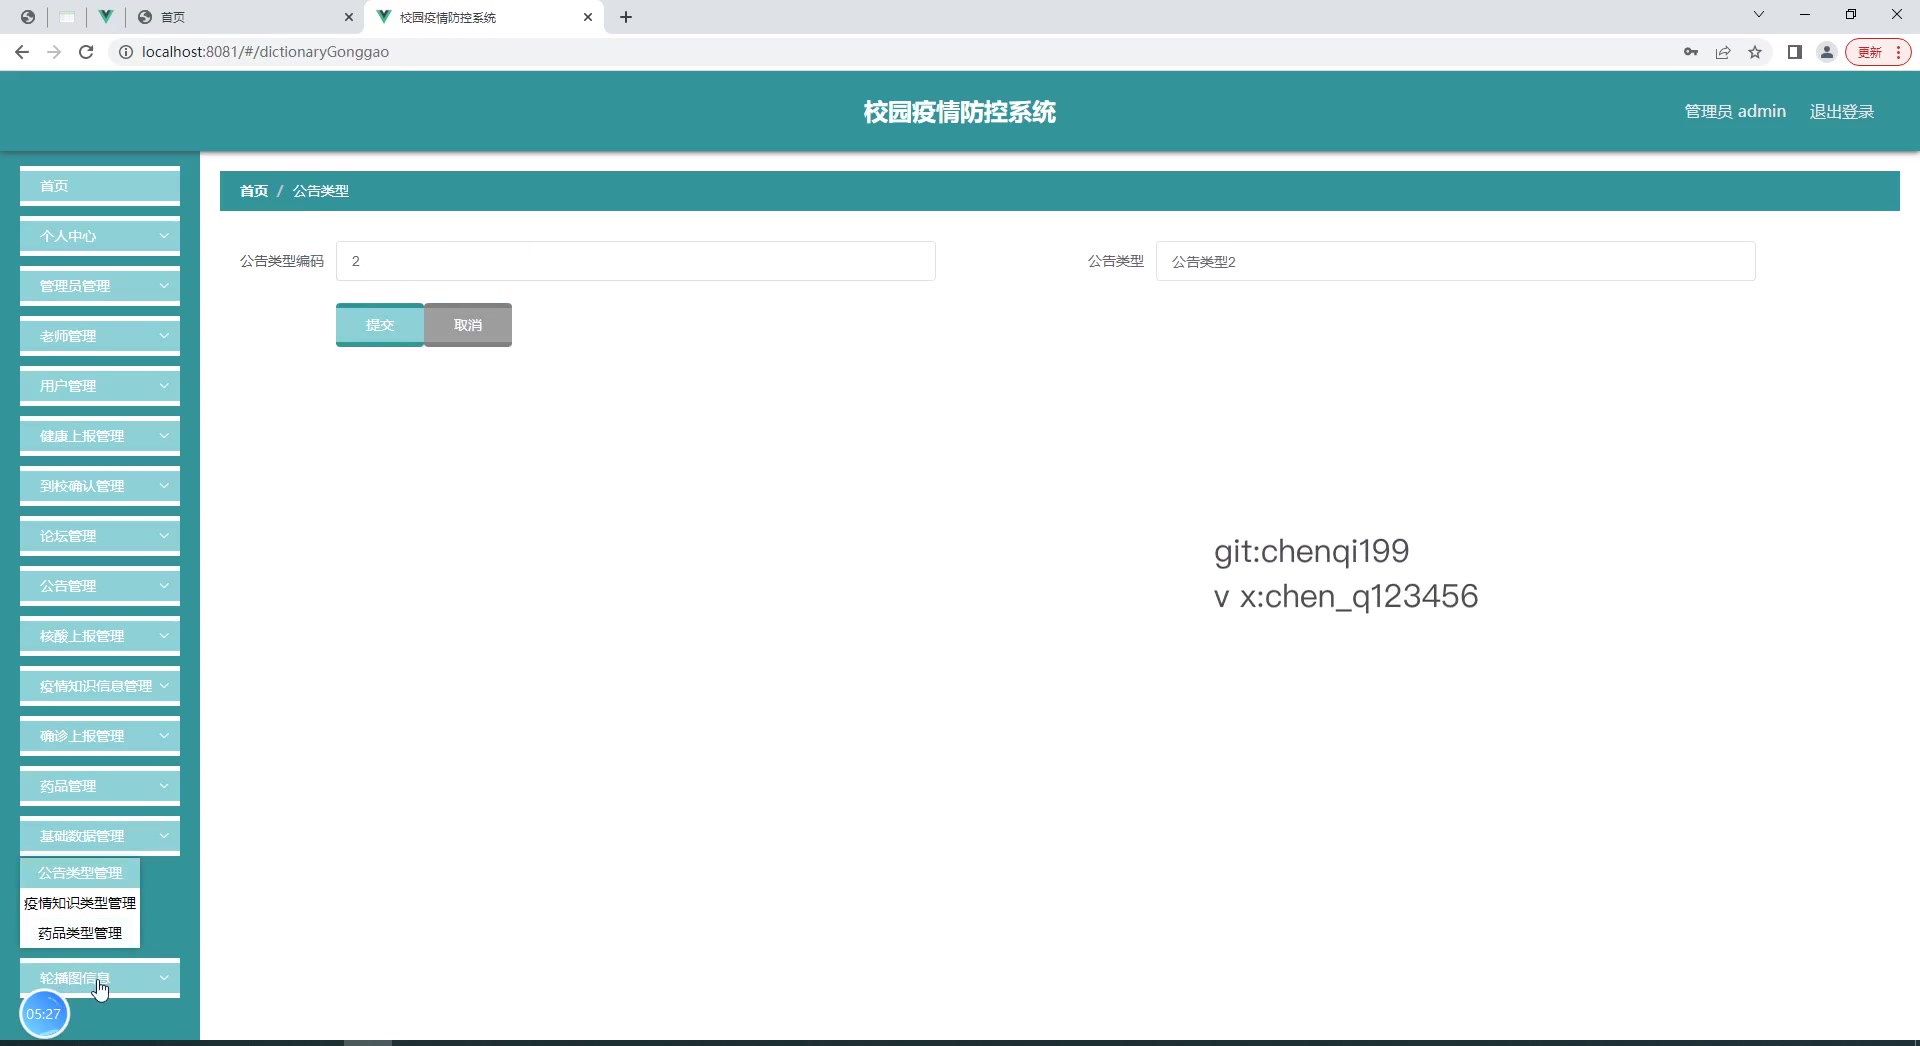 首页
校园疫情防控系统
localhost:8081/#/dictionaryGonggao
更新
校园疫情防控系统
管理员 admin
退出登录
首页
个人中心
管理员管理
老师管理
用户管理
健康上报管理
到校确认管理
论坛管理
公告管理
核酸上报管理
疫情知识信息管理
确诊上报管理
药品管理
基础数据管理
公告类型管理
疫情知识类型管理
药品类型管理
轮播图信息
05:27
首页 / 公告类型
公告类型编码 2
公告类型 公告类型2
提交 取消
git:chenqi199
v x:chen_q123456